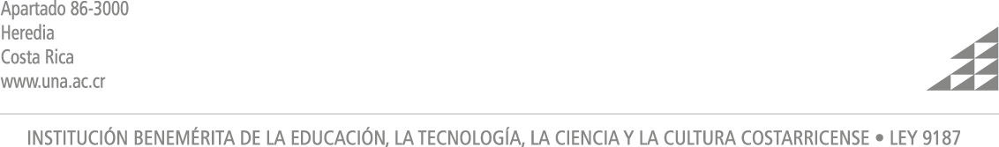 Apartado 86-3000
Heredia
Costa Rica
www.una.ac.cr
INSTITUCIÓN BENEMÉRITA DE LA EDUCACIÓN, LA TECNOLOGÍA, LA CIENCIA Y LA CULTURA COSTARRICENSE • LEY 9187